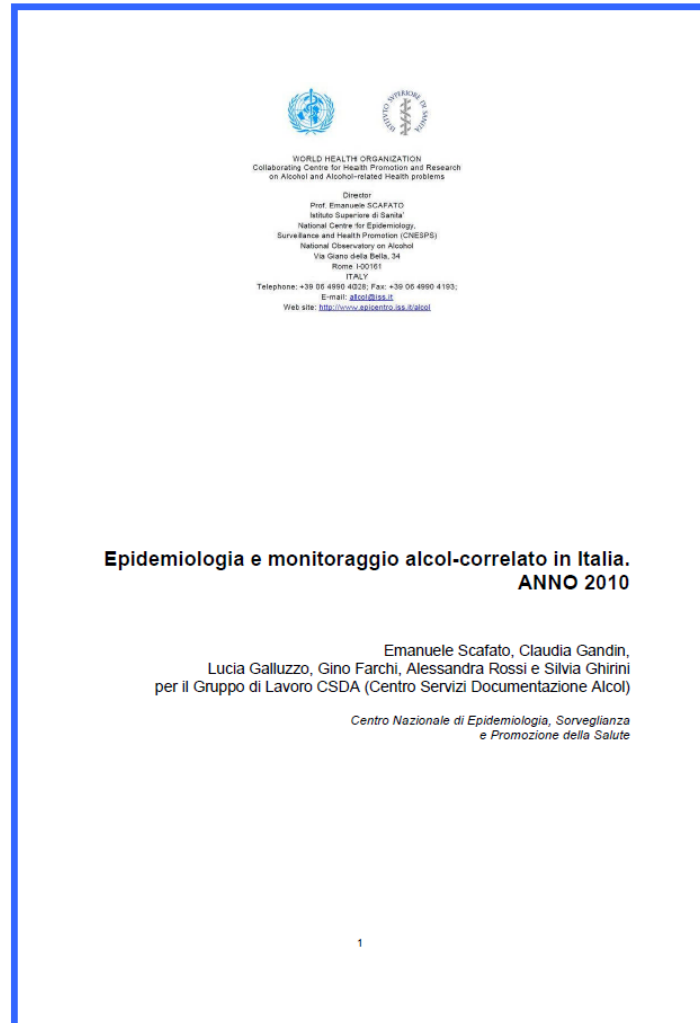 ISTITVTO SVPERIORE DI SANITA
WORLD HEALTH ORGANIZATION
Collaborating Centre for Health Promotion and Research
on Alcohol and Alcohol-related Health problems
Director
Prof. Emanuele SCAFATO
Istituto Superiore di Sanita'
National Centre for Epidemiology,
Surveillance and Health Promotion (CNESPS)
National Observatory on Alcohol
Via Giano della Bella, 34
Rome I-00161
ITALY
Telephone: +39 06 4990 4028; Fax: +39 06 4990 4193;
E-mail: alcol@iss.it
Web site: http://www.epicentro.iss.it/alcol
Epidemiologia e monitoraggio alcol-correlato in Italia.
ANNO 2010
Emanuele Scafato, Claudia Gandin,
Lucia Galluzzo, Gino Farchi, Alessandra Rossi e Silvia Ghirini
per il Gruppo di Lavoro CSDA (Centro Servizi Documentazione Alcol)
Centro Nazionale di Epidemiologia, Sorveglianza
e Promozione della Salute
1